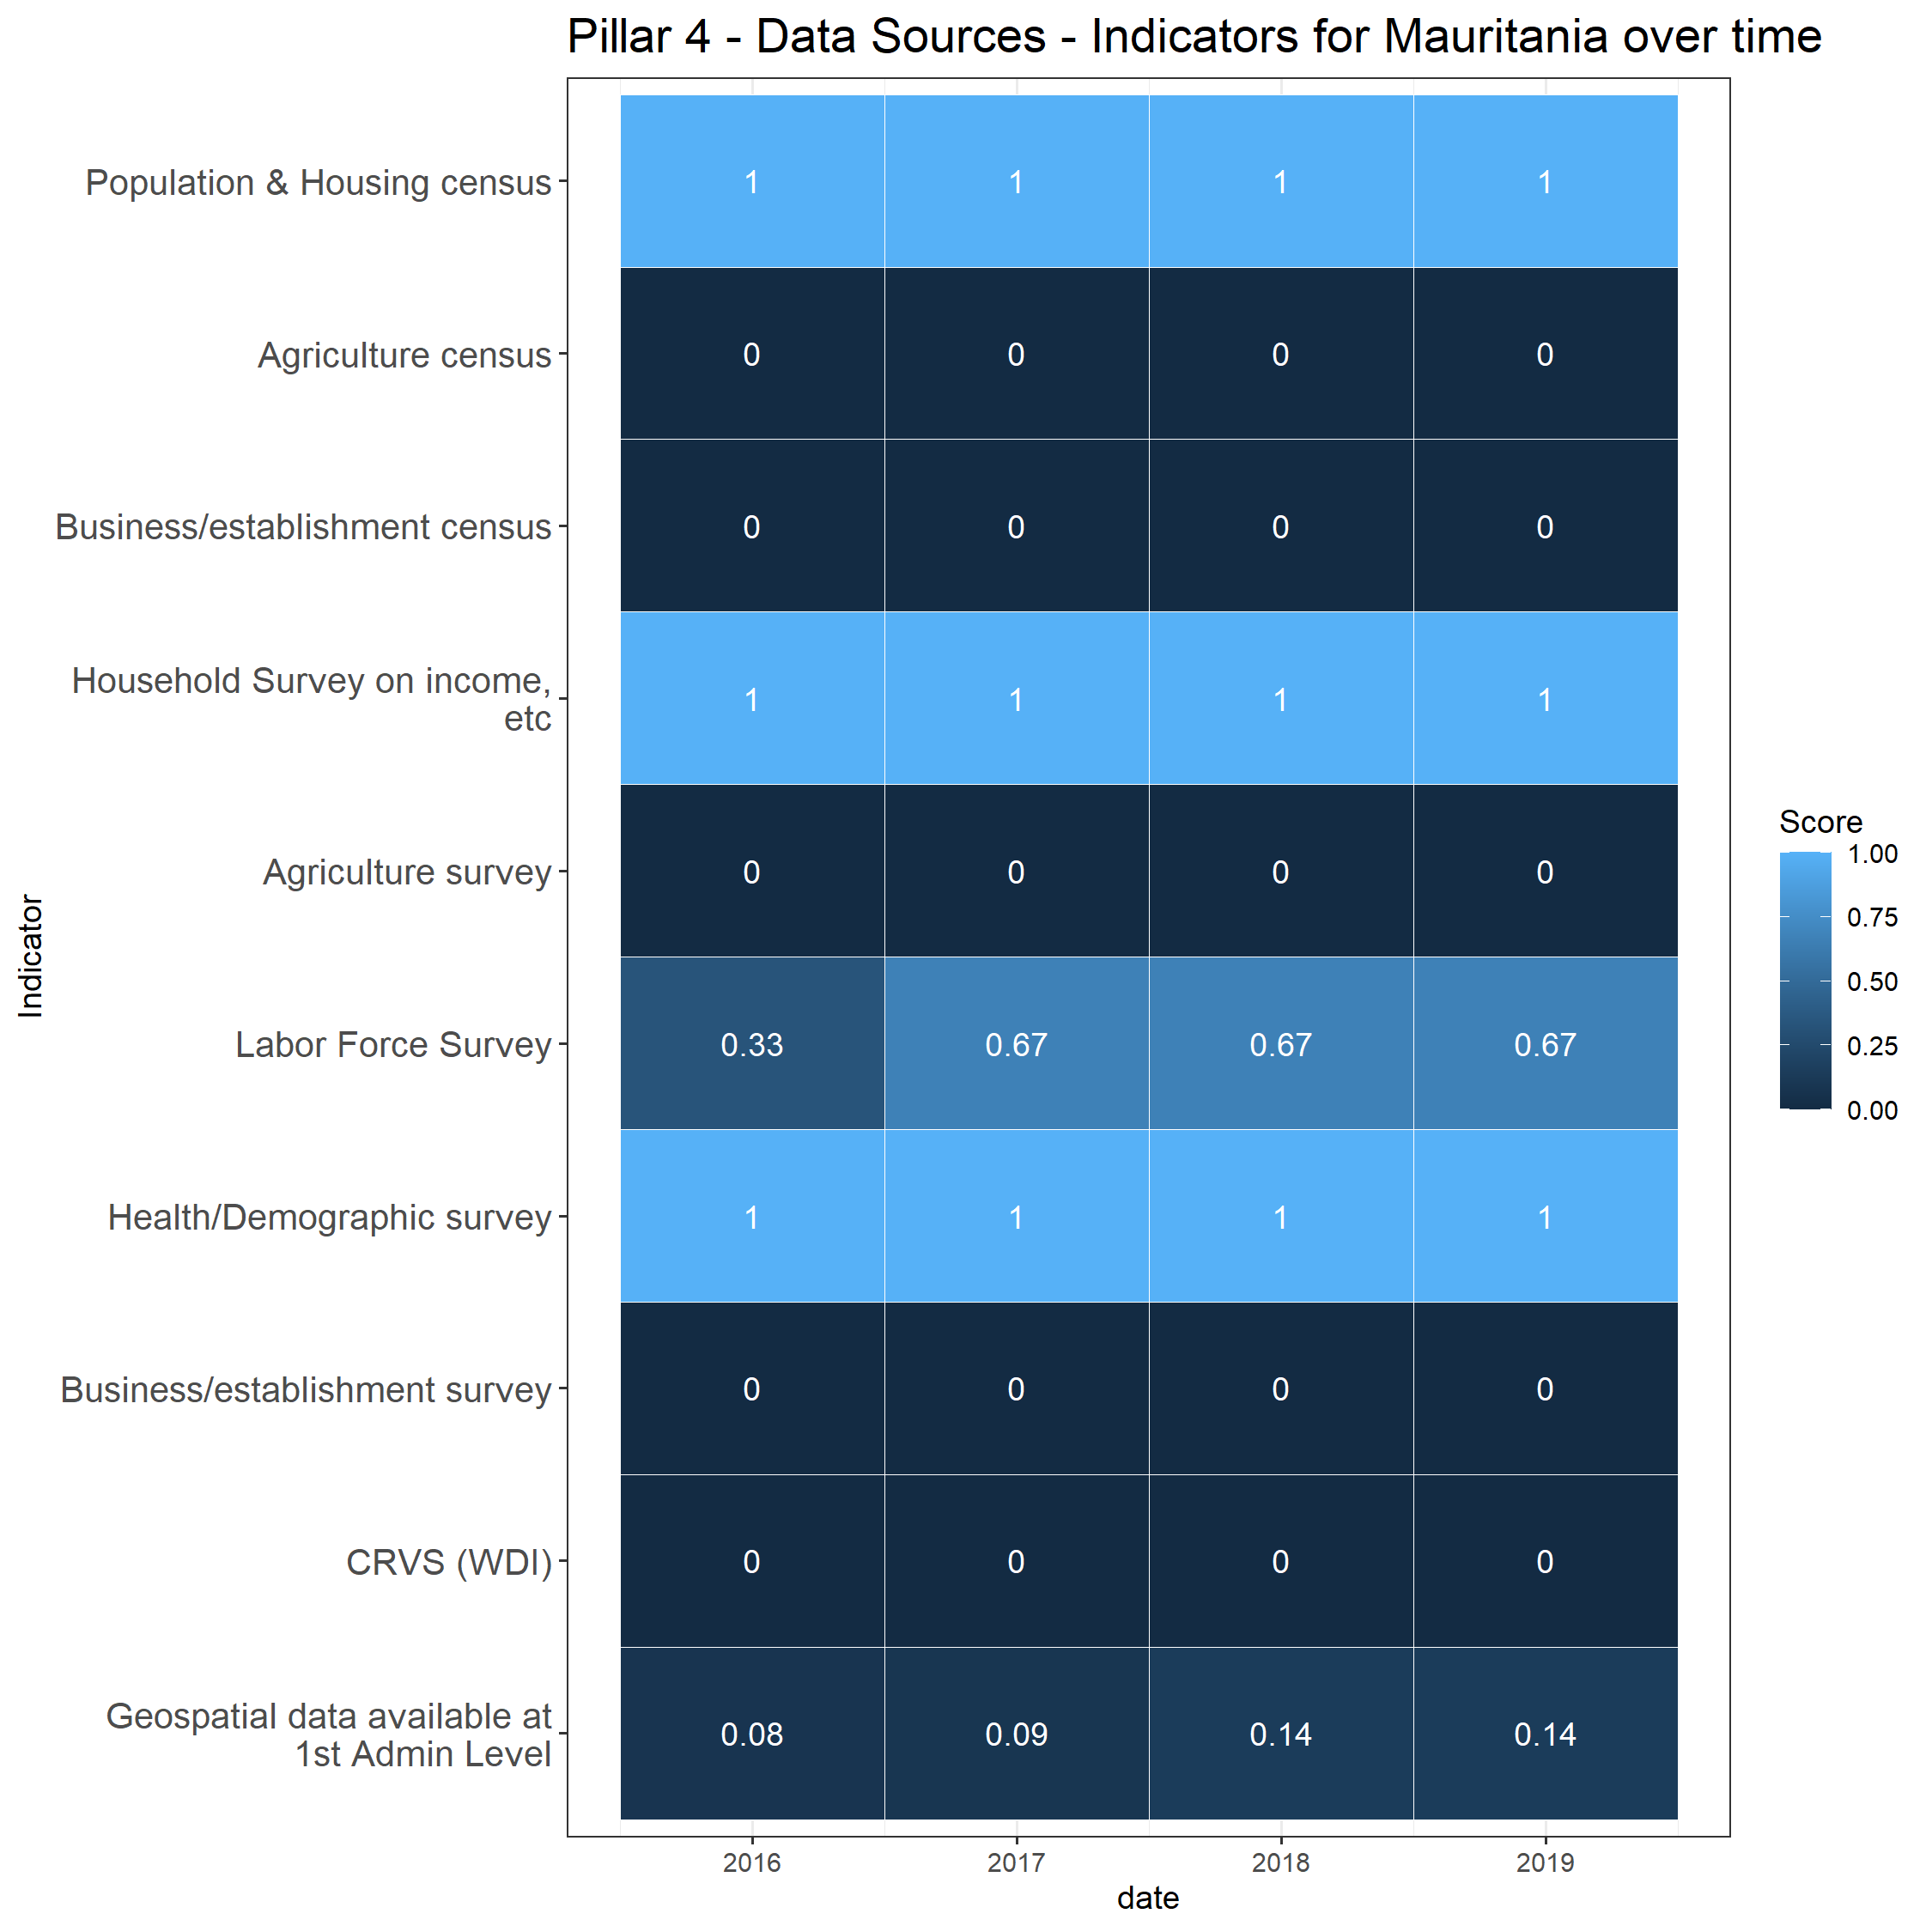 Pillar 4 - Data Sources - Indicators for Mauritania over time
Indicator
Population & Housing census
1 1 1 1
Agriculture census
0 0 0 0
Business/establishment census
0 0 0 0
Household Survey on income,
etc
1 1 1 1
Agriculture survey
0 0 0 0
Labor Force Survey
0.33 0.67 0.67 0.67
Health/Demographic survey
1 1 1 1
Business/establishment survey
0 0 0 0
CRVS (WDI)
0 0 0 0
Geospatial data available at
1st Admin Level
0.08 0.09 0.14 0.14
2016 2017 2018 2019
date
Score
1.00
0.75
0.50
0.25
0.00